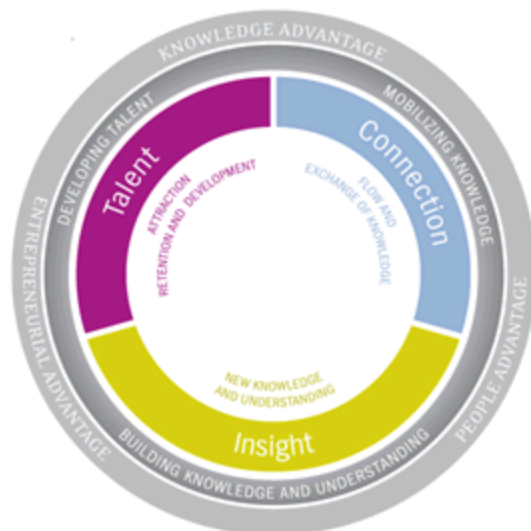 KNOWLEDGE ADVANTAGE
DEVELOPING TALENT
MOBILIZING KNOWLEDGE
Talent
Connection
ATTRACTION
RETENTION AND DEVELOPMENT
FLOW AND
EXCHANGE OF KNOWLEDGE
ENTREPRENEURIAL ADVANTAGE
PEOPLE ADVANTAGE
NEW KNOWLEDGE
AND UNDERSTANDING
Insight
BUILDING KNOWLEDGE AND UNDERSTANDING